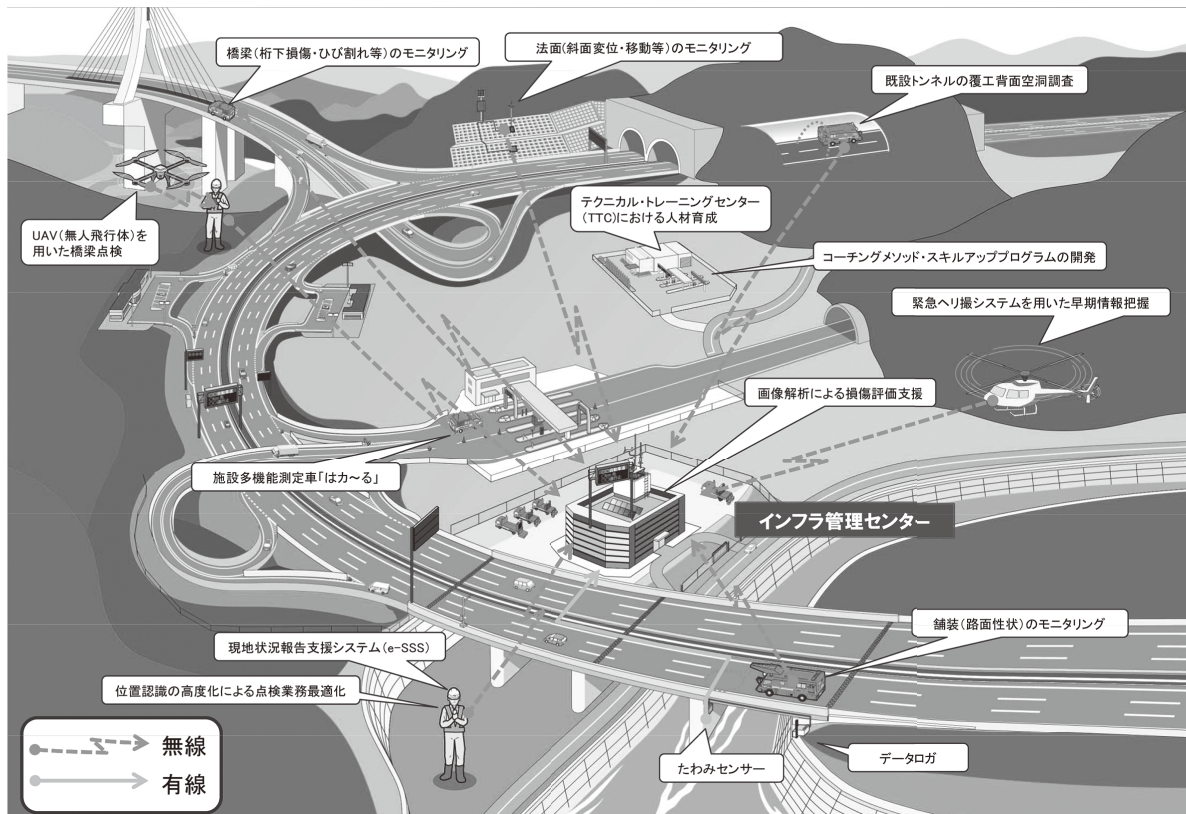 橋梁(桁下損傷・ひび割れ等)のモニタリング
法面(斜面変位・移動等)のモニタリング
既設トンネルの覆工背面空洞調査
UAV(無人飛行体)を
用いた橋梁点検
テクニカル・トレーニングセンター
(TTC)における人材育成
コーチングメソッド・スキルアッププログラムの開発
緊急ヘリ撮システムを用いた早期情報把握
画像解析による損傷評価支援
施設多機能測定車「はカ〜る」
インフラ管理センター
舗装(路面性状)のモニタリング
現地状況報告支援システム(e-SSS)
位置認識の高度化による点検業務最適化
たわみセンサー
データロガ
無線
有線